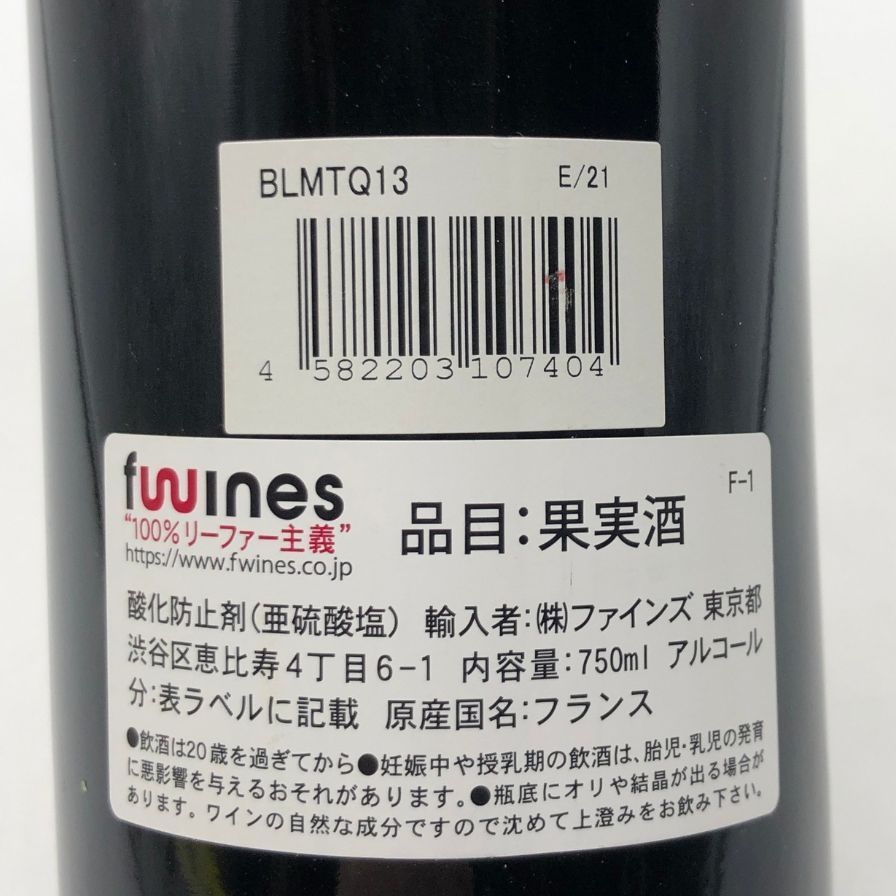 BLMTQ13 E/21
4 582203 107404
fwines F-1
"100%リーファー主義" 品目:果実酒
https://www.fwines.co.jp
酸化防止剤(亜硫酸塩) 輸入者:㈱ファインズ 東京都
渋谷区恵比寿4丁目6-1 内容量:750ml アルコール
分:表ラベルに記載 原産国名:フランス
●飲酒は20歳を過ぎてから●妊娠中や授乳期の飲酒は、胎児・乳児の発育
に悪影響を与えるおそれがあります。●瓶底にオリや結晶が出る場合が
あります。ワインの自然な成分ですので沈めて上澄みをお飲み下さい。